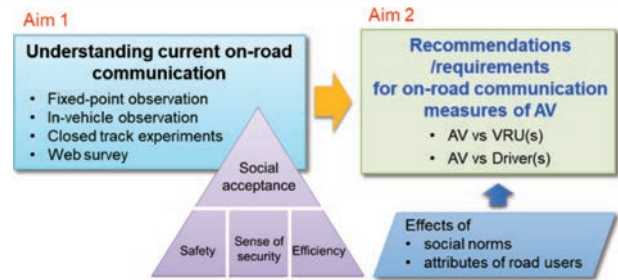 Aim 1
Understanding current on-road
communication
• Fixed-point observation
• In-vehicle observation
• Closed track experiments
• Web survey
Social
acceptance
Safety
Sense of
security
Efficiency
Aim 2
Recommendations
/requirements
for on-road communication
measures of AV
• AV vs VRU(s)
• AV vs Driver(s)
Effects of
• social norms
• attributes of road users